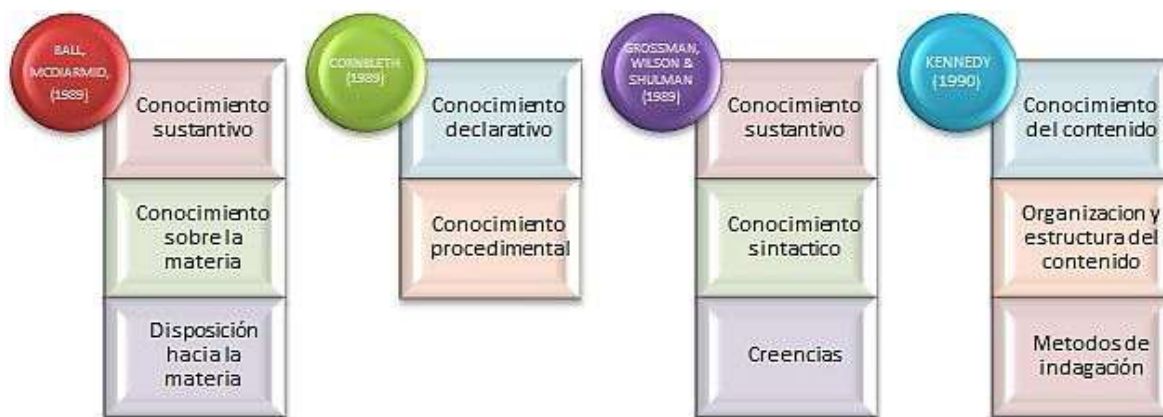 BALL,
MCDIARMID,
(1989)
Conocimiento
sustantivo
Conocimiento
sobre la
materia
Disposición
hacia la
materia
CORNBLETH
(1989)
Conocimiento
declarativo
Conocimiento
procedimental
GROSSMAN,
WILSON &
SHULMAN
(1989)
Conocimiento
sustantivo
Conocimiento
sintactico
Creencias
KENNEDY
(1990)
Conocimiento
del contenido
Organizacion y
estructura del
contenido
Metodos de
indagación